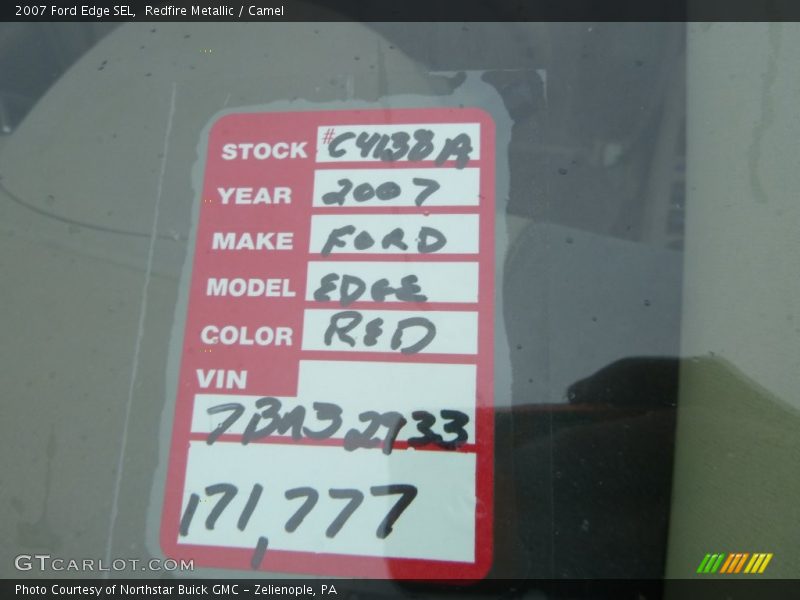 2007 Ford Edge SEL, Redfire Metallic / Camel
STOCK #C4138A
YEAR 2007
MAKE FORD
MODEL EDGE
COLOR RED
VIN
7BA32933
171,777
GTCARLOT.COM
Photo Courtesy of Northstar Buick GMC - Zelienople, PA